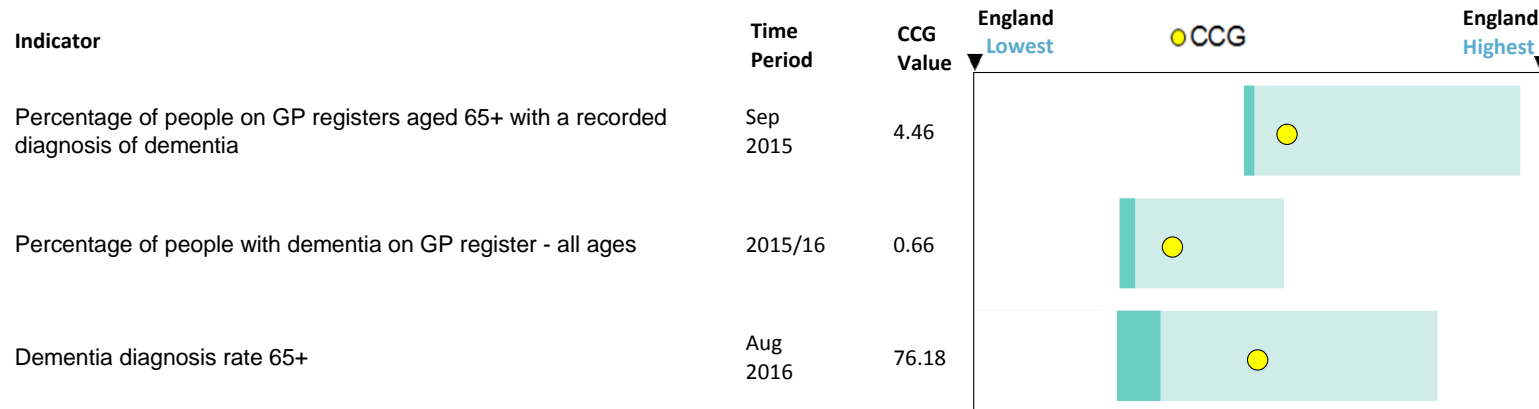 Indicator
Time
Period
CCG
Value
England
Lowest
CCG
England
Highest
Percentage of people on GP registers aged 65+ with a recorded
diagnosis of dementia
Sep
2015
4.46
Percentage of people with dementia on GP register - all ages
2015/16
0.66
Dementia diagnosis rate 65+
Aug
2016
76.18